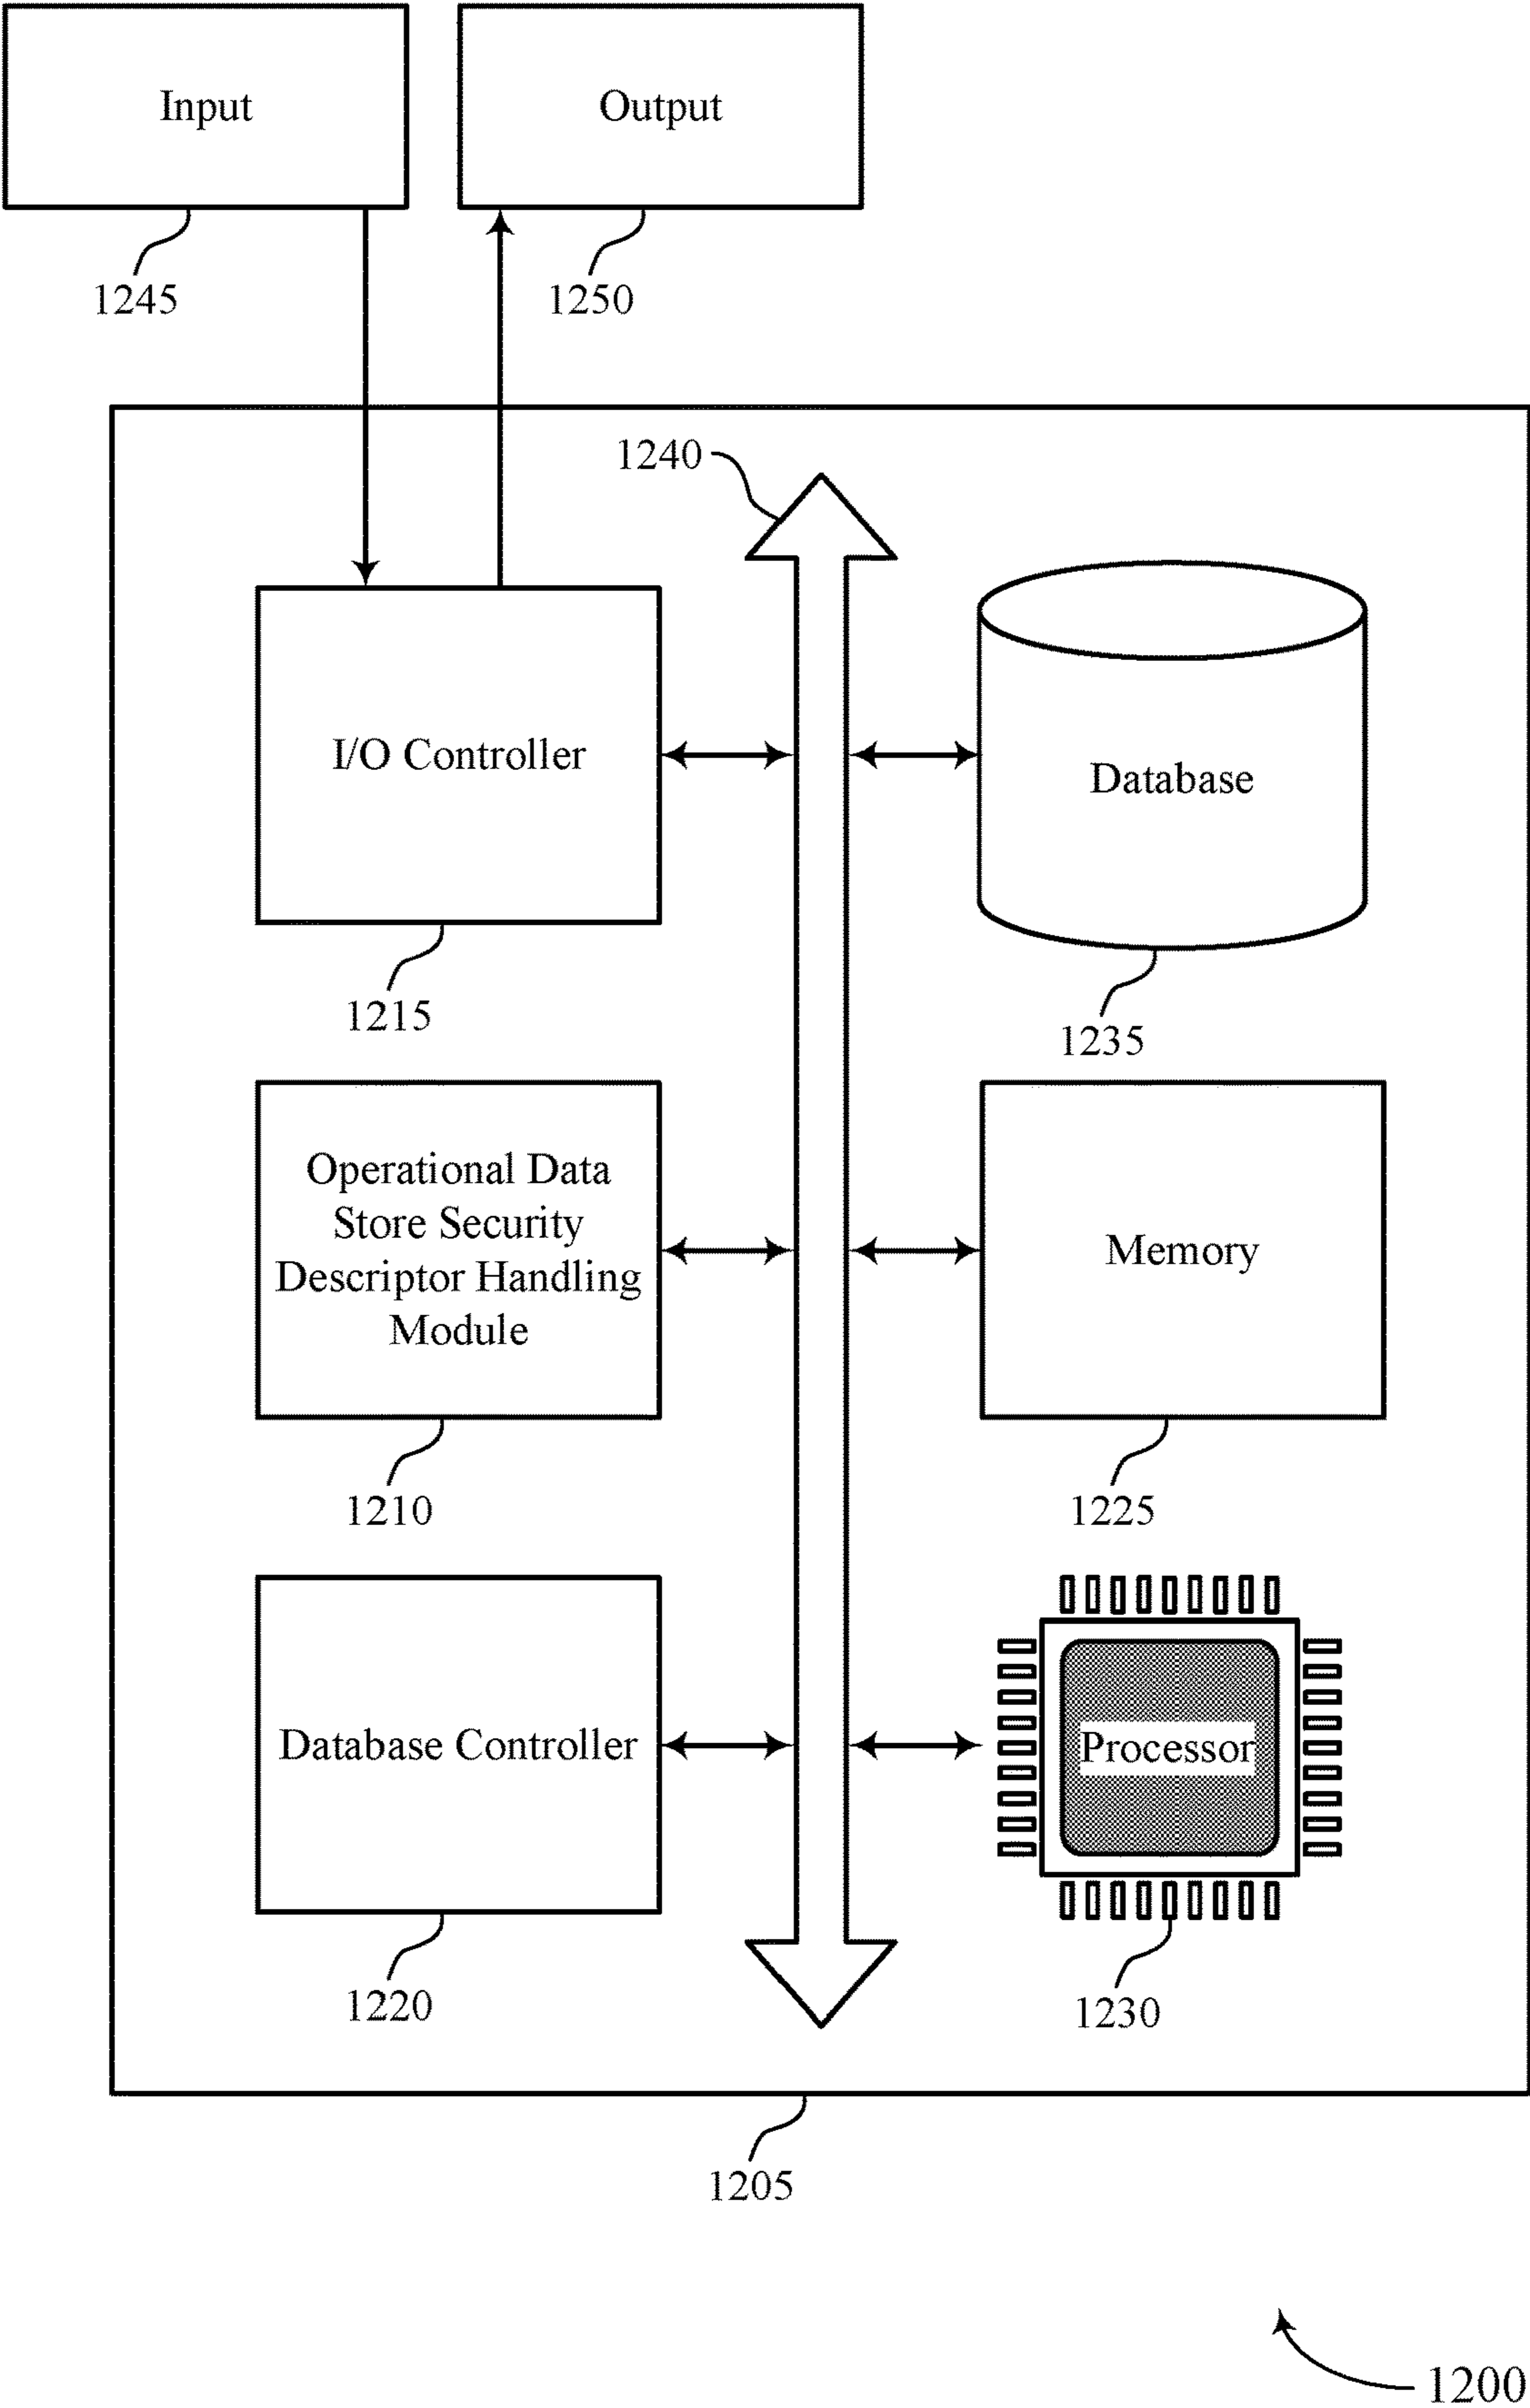 Input
Output
1245
1250
1240
I/O Controller
Database
1215
1235
Operational Data
Store Security
Descriptor Handling
Module
Memory
1210
1225
Database Controller
Processor
1220
1230
1205
1200